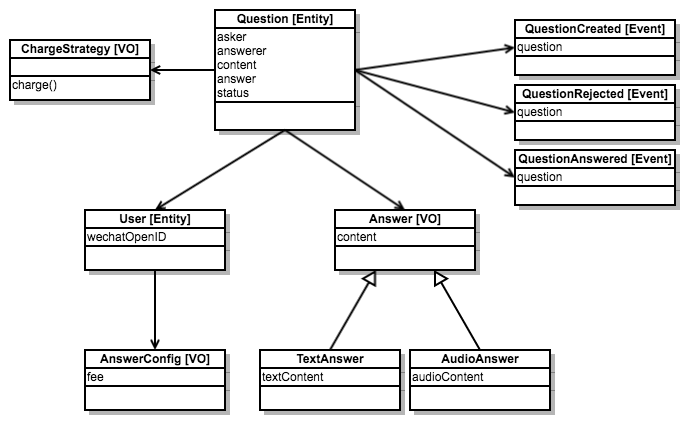 Question [Entity]
asker
answerer
content
answer
status
ChargeStrategy [VO]
charge()
QuestionCreated [Event]
question
QuestionRejected [Event]
question
QuestionAnswered [Event]
question
User [Entity]
wechatOpenID
Answer [VO]
content
AnswerConfig [VO]
fee
TextAnswer
textContent
AudioAnswer
audioContent